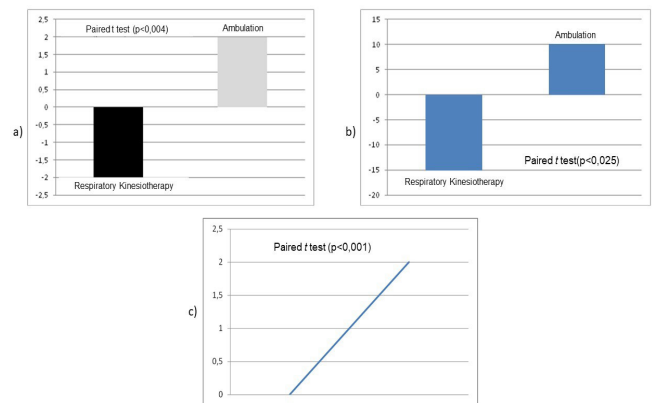 a)
2,5
2
1,5
1
0,5
0
-0,5
-1
-1,5
-2
-2,5
Paired t test (p<0,004)
Ambulation
Respiratory Kinesiotherapy
b)
15
10
5
0
-5
-10
-15
-20
Ambulation
Paired t test(p<0,025)
Respiratory Kinesiotherapy
c)
2,5
2
1,5
1
0,5
0
Paired t test (p<0,001)